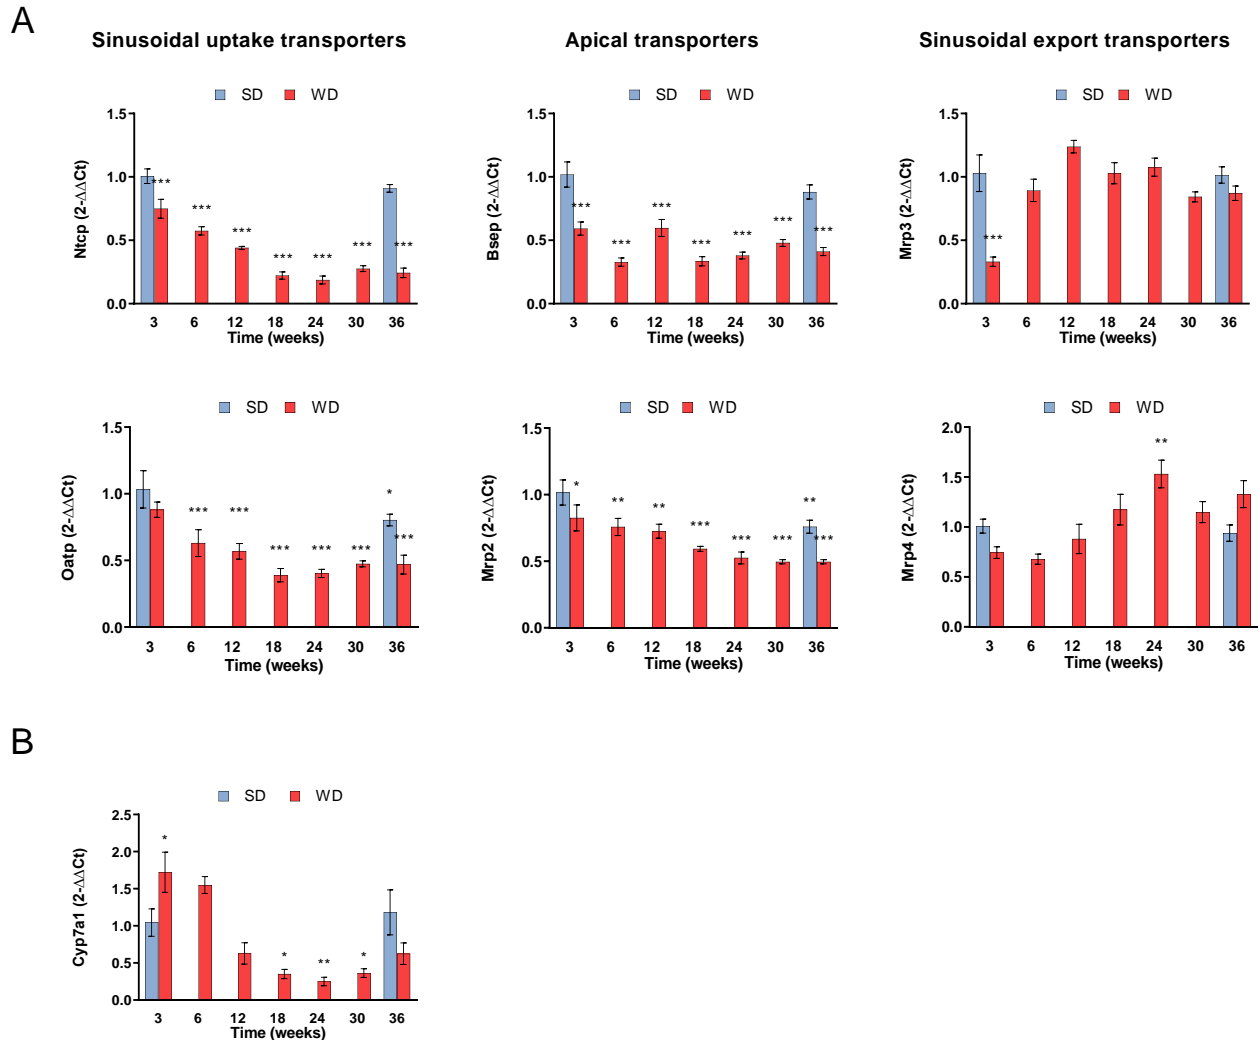 A
Sinusoidal uptake transporters
Apical transporters
Sinusoidal export transporters
SD WD
Ntcp (2-ΔΔCt)
1.5
1.0
0.5
0.0
*** *** *** *** *** *** ***
3 6 12 18 24 30 36
Time (weeks)
SD WD
Bsep (2-ΔΔCt)
1.5
1.0
0.5
0.0
*** *** *** *** *** *** ***
3 6 12 18 24 30 36
Time (weeks)
SD WD
Mrp3 (2-ΔΔCt)
1.5
1.0
0.5
0.0
***
3 6 12 18 24 30 36
Time (weeks)
SD WD
Oatp (2-ΔΔCt)
1.5
1.0
0.5
0.0
*** *** *** *** *** * ***
3 6 12 18 24 30 36
Time (weeks)
SD WD
Mrp2 (2-ΔΔCt)
1.5
1.0
0.5
0.0
* ** ** *** *** *** ** ***
3 6 12 18 24 30 36
Time (weeks)
SD WD
Mrp4 (2-ΔΔCt)
2.0
1.5
1.0
0.5
0.0
**
3 6 12 18 24 30 36
Time (weeks)
B
SD WD
Cyp7a1 (2-ΔΔCt)
2.5
2.0
1.5
1.0
0.5
0.0
* * ** *
3 6 12 18 24 30 36
Time (weeks)